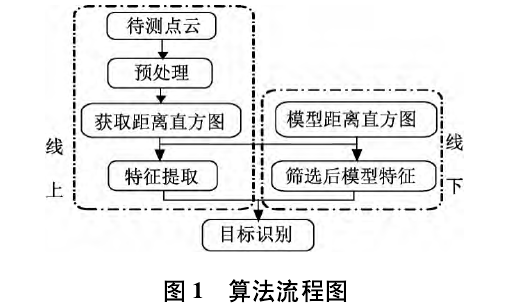 待测点云
预处理
获取距离直方图
模型距离直方图
线上
线下
特征提取
筛选后模型特征
目标识别
图 1 算法流程图